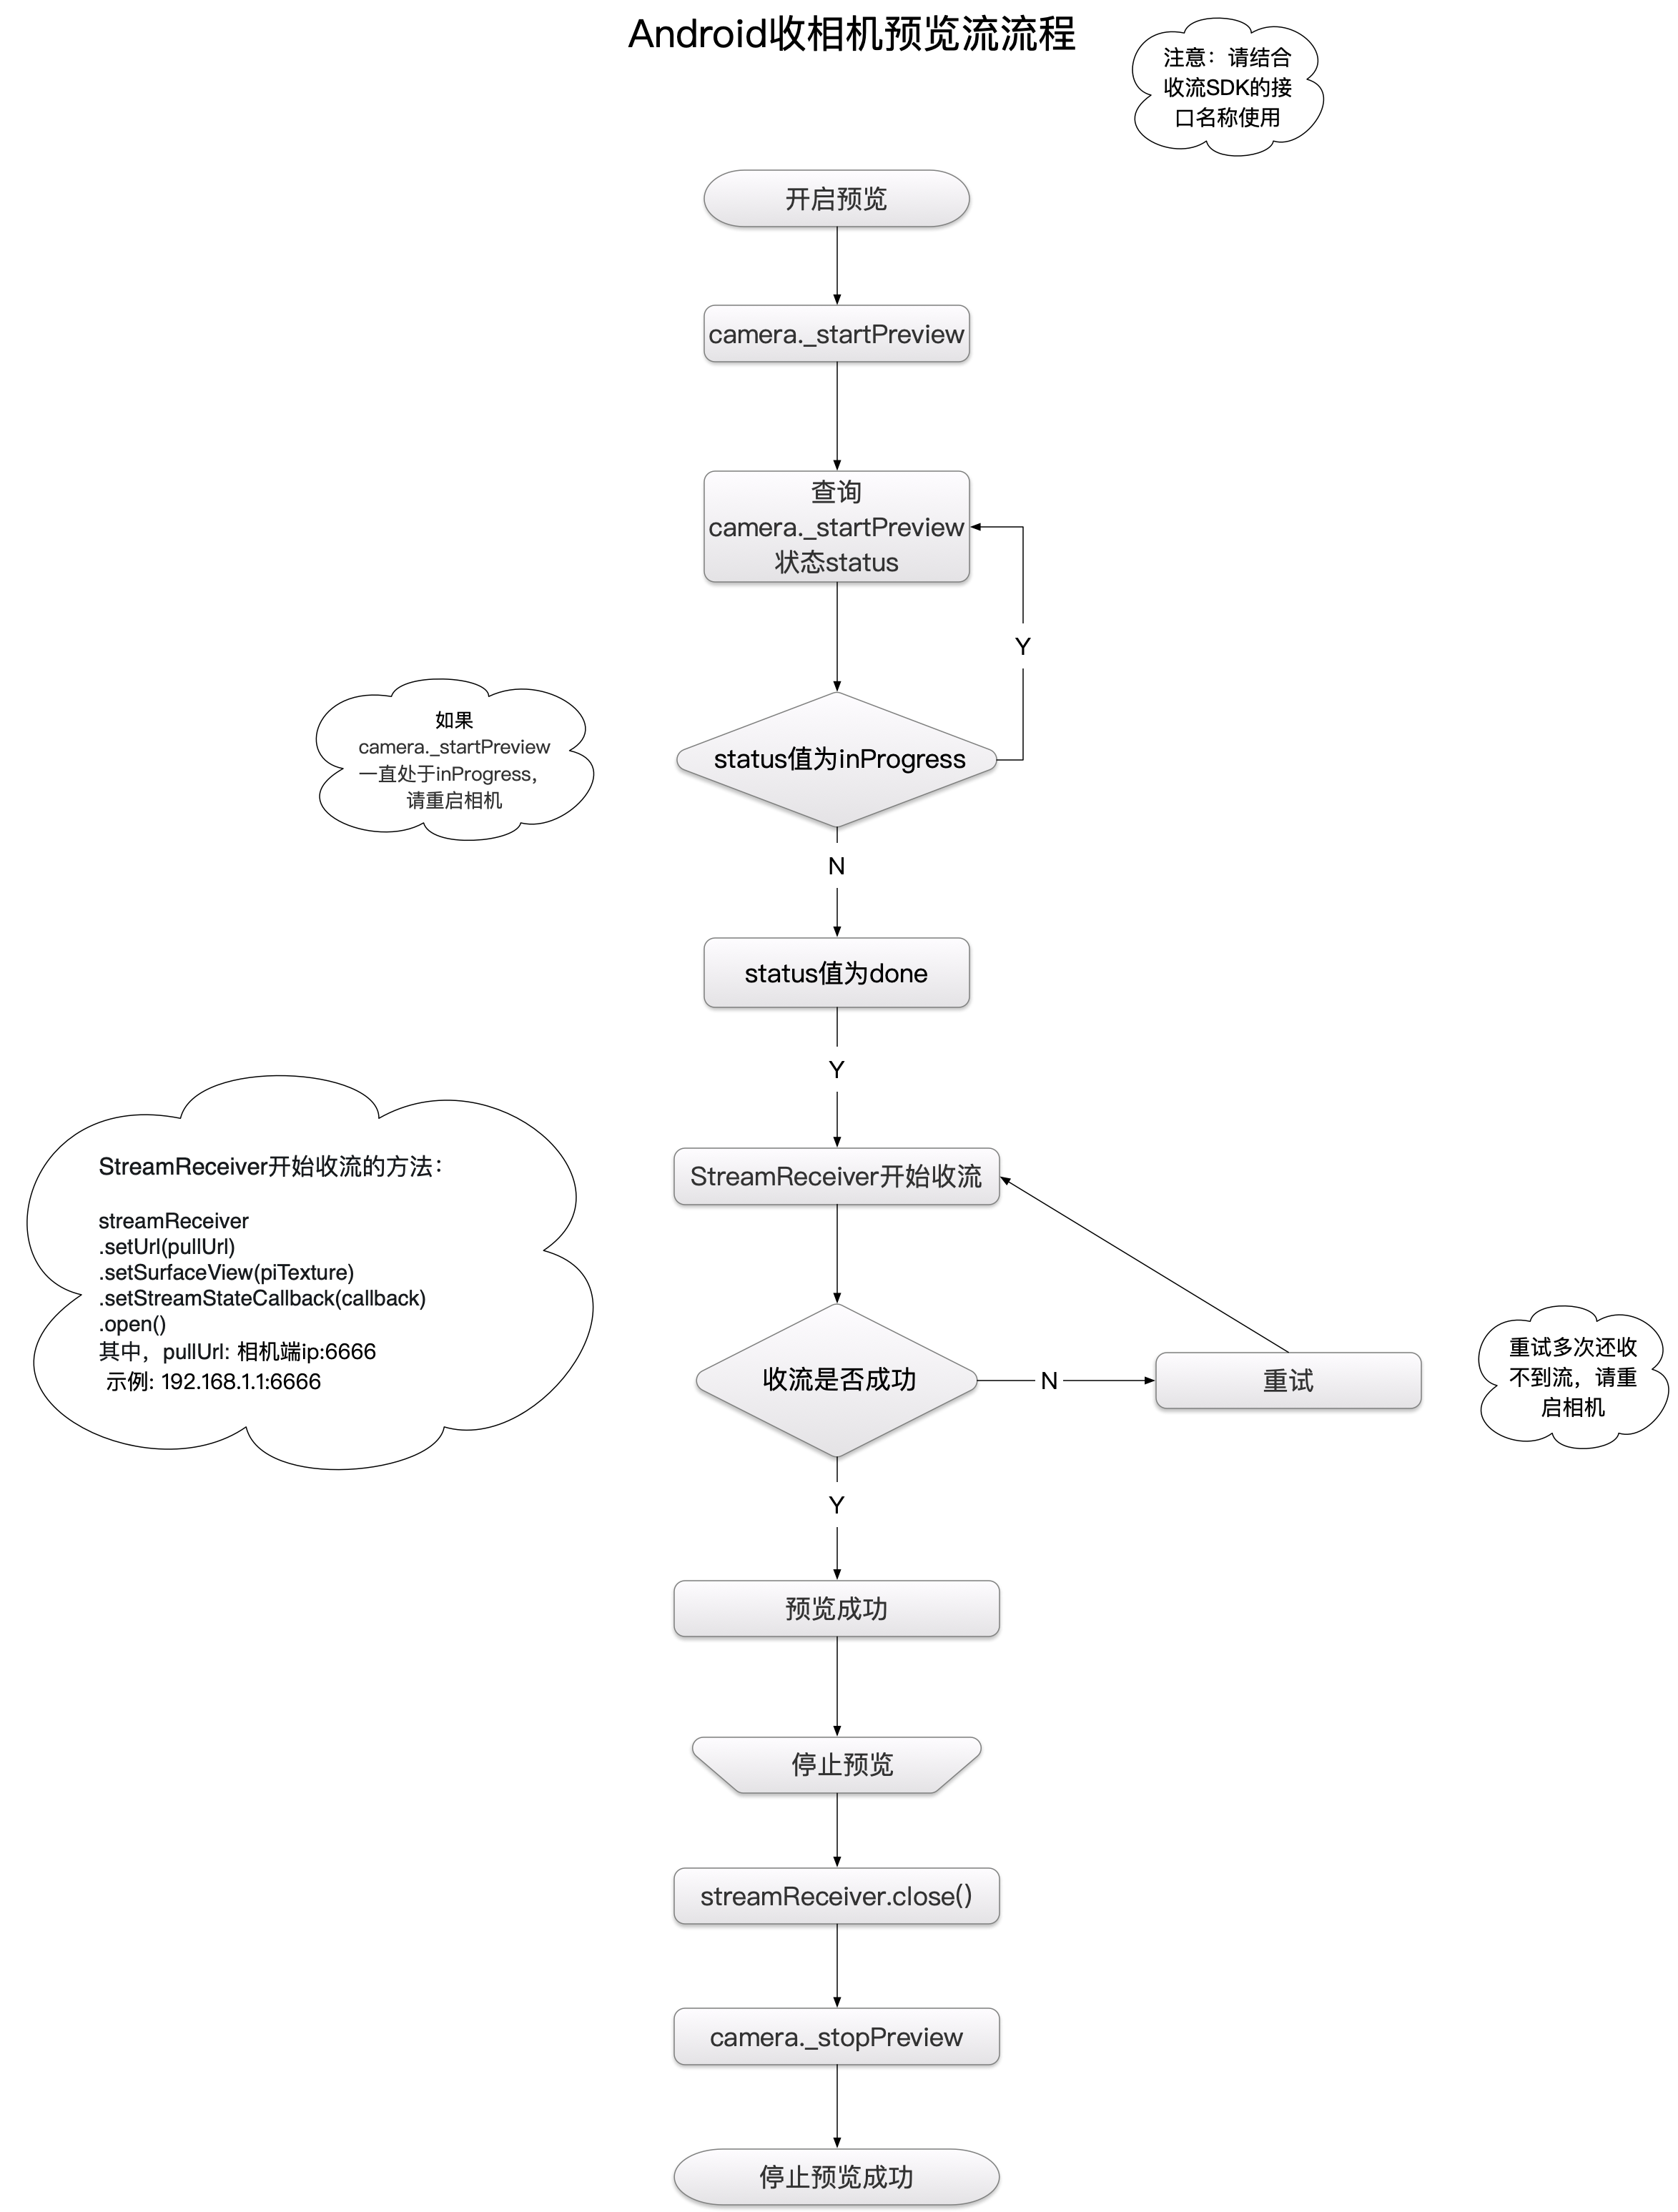 Android收相机预览流流程
注意：请结合
收流SDK的接
口名称使用
开启预览
camera._startPreview
查询
camera._startPreview
状态status
Y
如果
camera._startPreview
一直处于inProgress，
请重启相机
status值为inProgress
N
status值为done
Y
StreamReceiver开始收流的方法：
streamReceiver
.setUrl(pullUrl)
.setSurfaceView(piTexture)
.setStreamStateCallback(callback)
.open()
其中，pullUrl: 相机端ip:6666
示例: 192.168.1.1:6666
StreamReceiver开始收流
收流是否成功
N
重试
重试多次还收
不到流，请重
启相机
Y
预览成功
停止预览
streamReceiver.close()
camera._stopPreview
停止预览成功